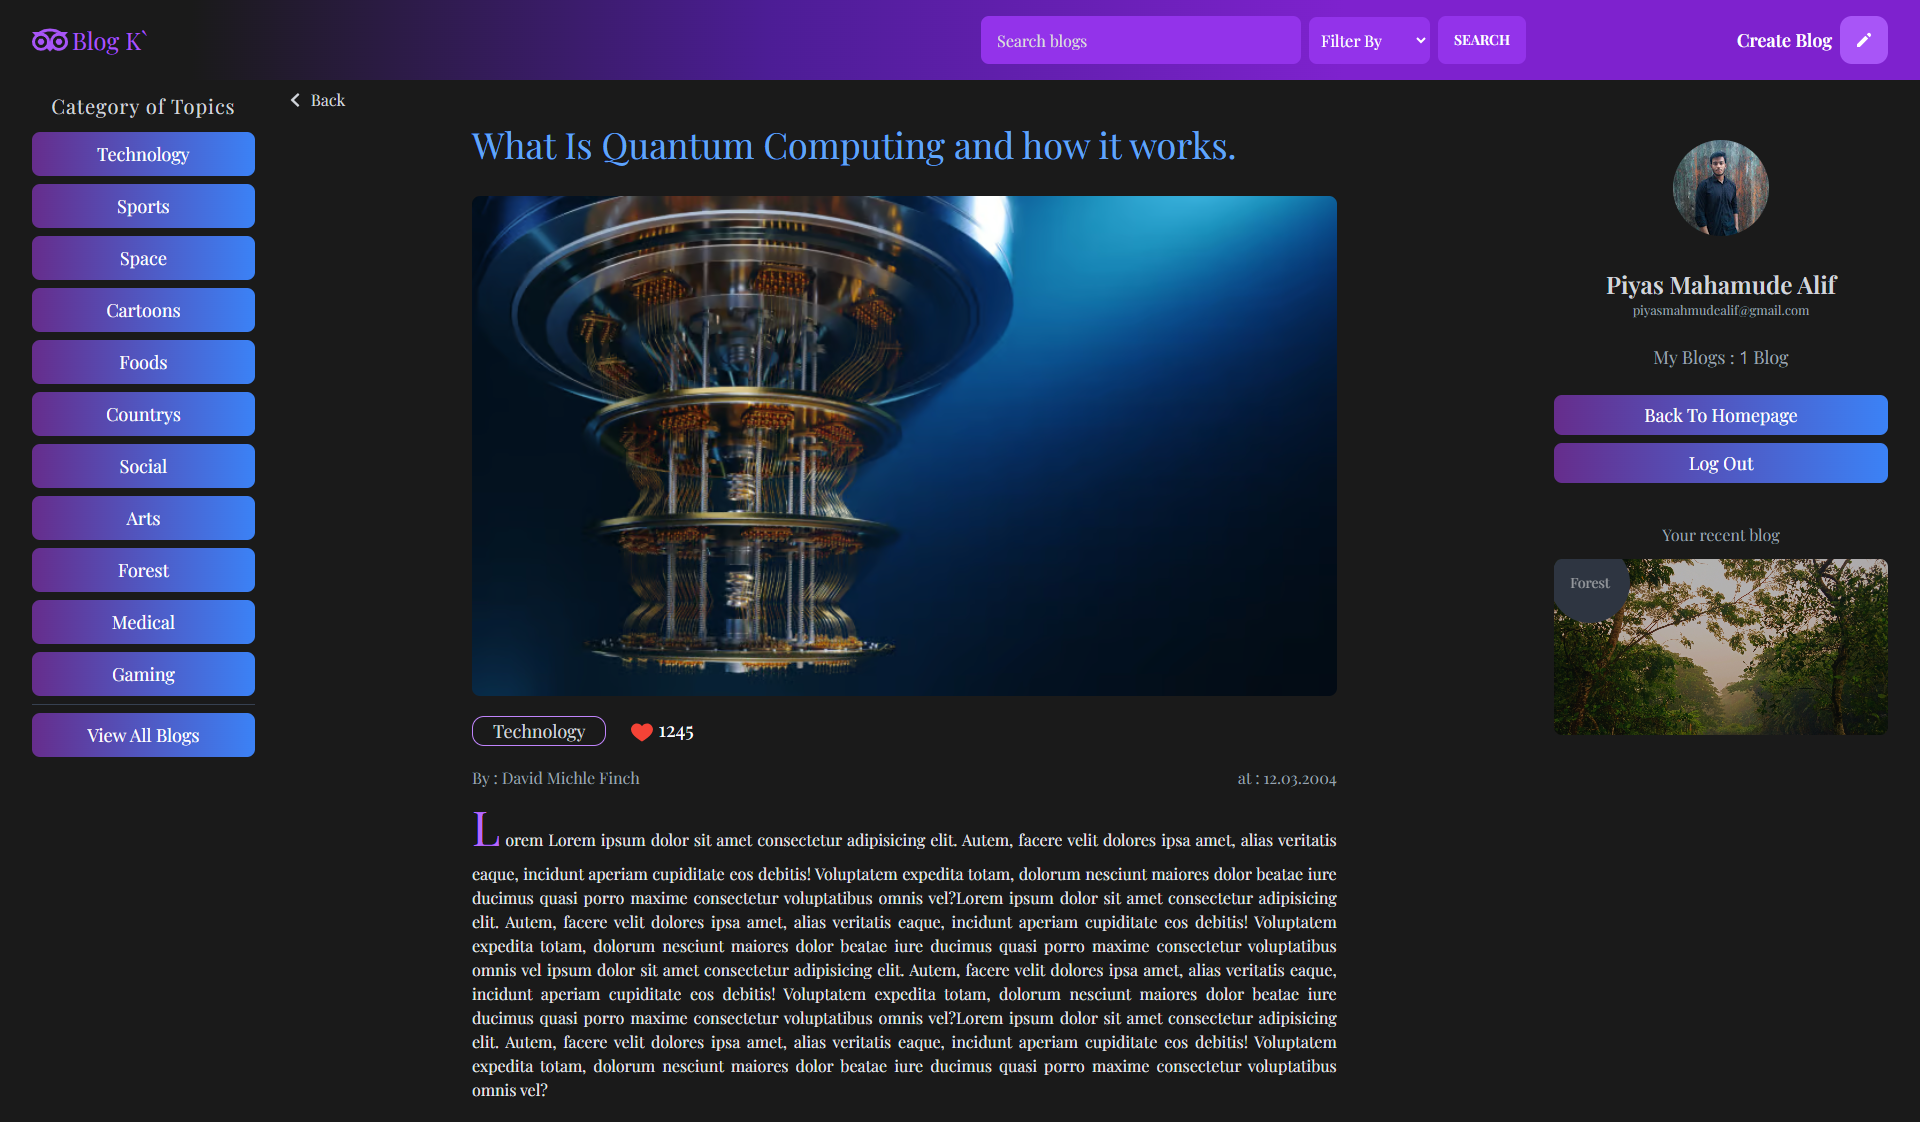 Blog K`
Search blogs
Filter By
SEARCH
Create Blog
Category of Topics
Technology
Sports
Space
Cartoons
Foods
Countrys
Social
Arts
Forest
Medical
Gaming
View All Blogs
Back
What Is Quantum Computing and how it works.
Technology
1245
By : David Michle Finch
at : 12.03.2004
Lorem Lorem ipsum dolor sit amet consectetur adipisicing elit. Autem, facere velit dolores ipsa amet, alias veritatis
eaque, incidunt aperiam cupiditate eos debitis! Voluptatem expedita totam, dolorum nesciunt maiores dolor beatae iure
ducimus quasi porro maxime consectetur voluptatibus omnis vel?Lorem ipsum dolor sit amet consectetur adipisicing
elit. Autem, facere velit dolores ipsa amet, alias veritatis eaque, incidunt aperiam cupiditate eos debitis! Voluptatem
expedita totam, dolorum nesciunt maiores dolor beatae iure ducimus quasi porro maxime consectetur voluptatibus
omnis vel ipsum dolor sit amet consectetur adipisicing elit. Autem, facere velit dolores ipsa amet, alias veritatis eaque,
incidunt aperiam cupiditate eos debitis! Voluptatem expedita totam, dolorum nesciunt maiores dolor beatae iure
ducimus quasi porro maxime consectetur voluptatibus omnis vel?Lorem ipsum dolor sit amet consectetur adipisicing
elit. Autem, facere velit dolores ipsa amet, alias veritatis eaque, incidunt aperiam cupiditate eos debitis! Voluptatem
expedita totam, dolorum nesciunt maiores dolor beatae iure ducimus quasi porro maxime consectetur voluptatibus
omnis vel?
Piyas Mahamude Alif
piyasmahmudealif@gmail.com
My Blogs : 1 Blog
Back To Homepage
Log Out
Your recent blog
Forest